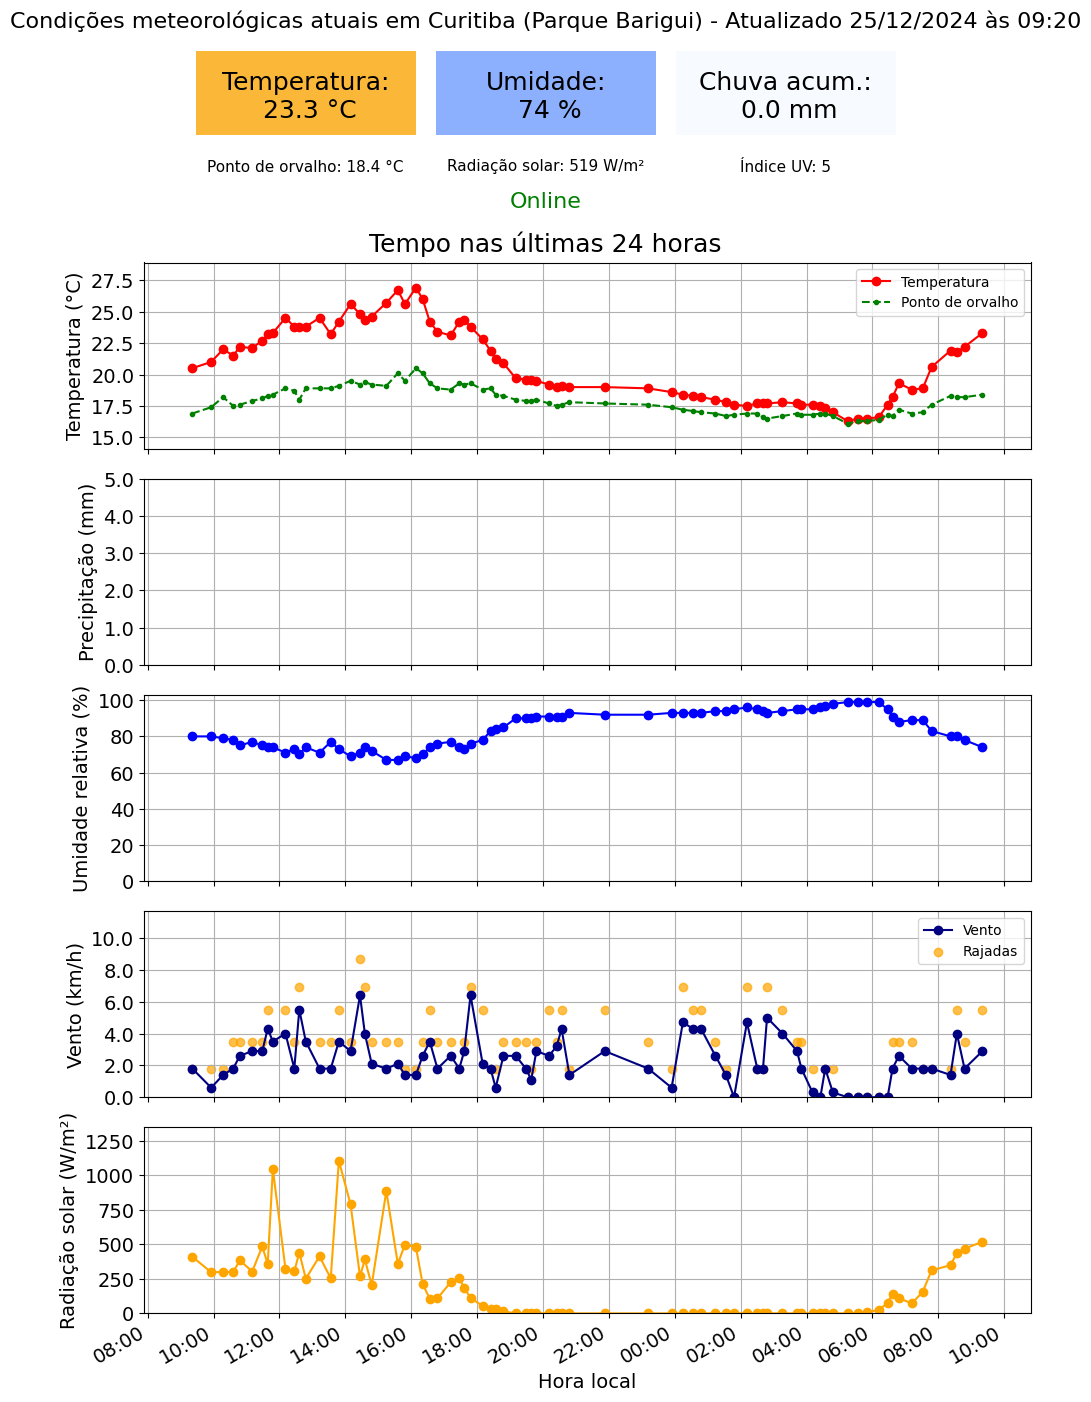 Condições meteorológicas atuais em Curitiba (Parque Barigui) - Atualizado 25/12/2024 às 09:20
Temperatura:
23.3 °C
Umidade:
74 %
Chuva acum.:
0.0 mm
Ponto de orvalho: 18.4 °C
Radiação solar: 519 W/m²
Índice UV: 5
Online
Tempo nas últimas 24 horas
Temperatura (°C)
27.5
25.0
22.5
20.0
17.5
15.0
Temperatura
Ponto de orvalho
Precipitação (mm)
5.0
4.0
3.0
2.0
1.0
0.0
Umidade relativa (%)
100
80
60
40
20
0
Vento (km/h)
10.0
8.0
6.0
4.0
2.0
0.0
Vento
Rajadas
Radiação solar (W/m²)
1250
1000
750
500
250
0
08:00
10:00
12:00
14:00
16:00
18:00
20:00
22:00
00:00
02:00
04:00
06:00
08:00
10:00
Hora local